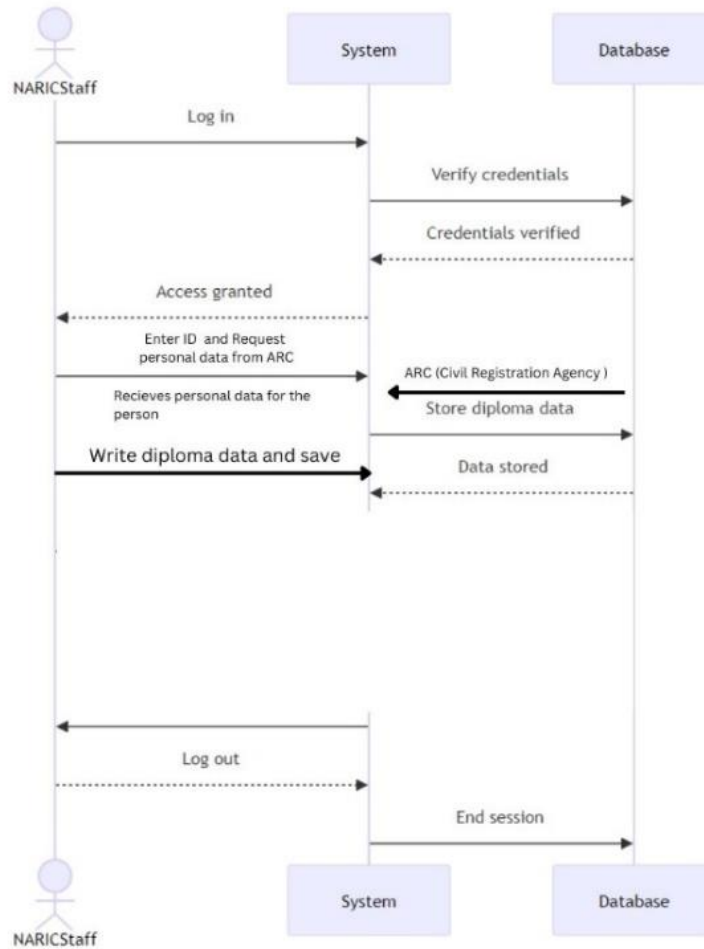 System
Database
NARICStaff
Log in
Verify credentials
Credentials verified
Access granted
Enter ID and Request
personal data from ARC
ARC (Civil Registration Agency )
Recieves personal data for the
person
Store diploma data
Write diploma data and save
Data stored
Log out
End session
System
Database
NARICStaff